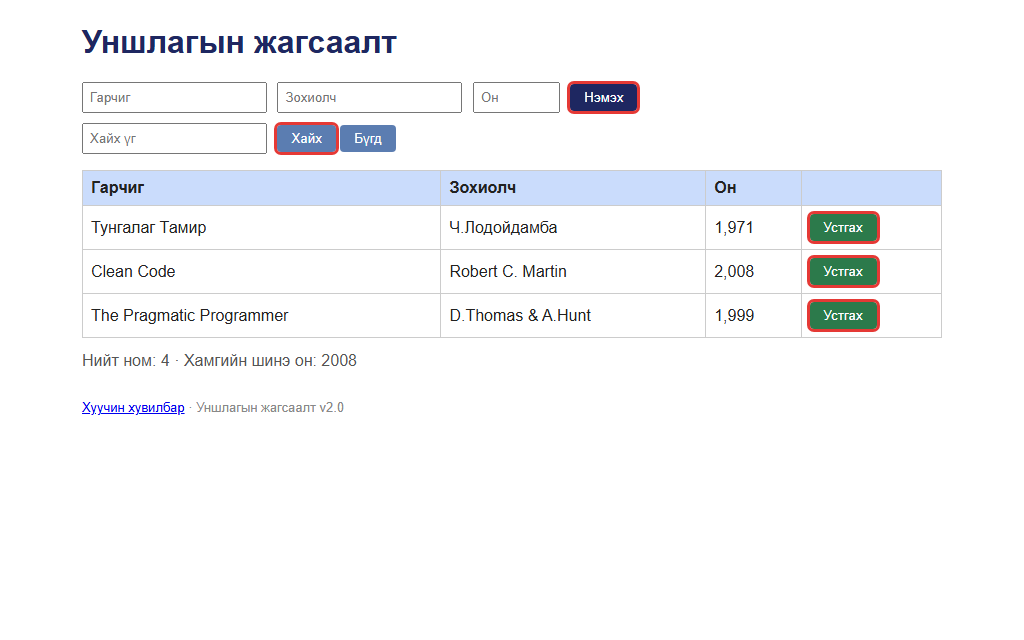 Уншлагын жагсаалт
Гарчиг Зохиолч Он Нэмэх
Хайх үг Хайх Бүгд
Гарчиг Зохиолч Он
Тунгалаг Тамир Ч.Лодойдамба 1,971 Устгах
Clean Code Robert C. Martin 2,008 Устгах
The Pragmatic Programmer D.Thomas & A.Hunt 1,999 Устгах
Нийт ном: 4 · Хамгийн шинэ он: 2008
Хуучин хувилбар · Уншлагын жагсаалт v2.0